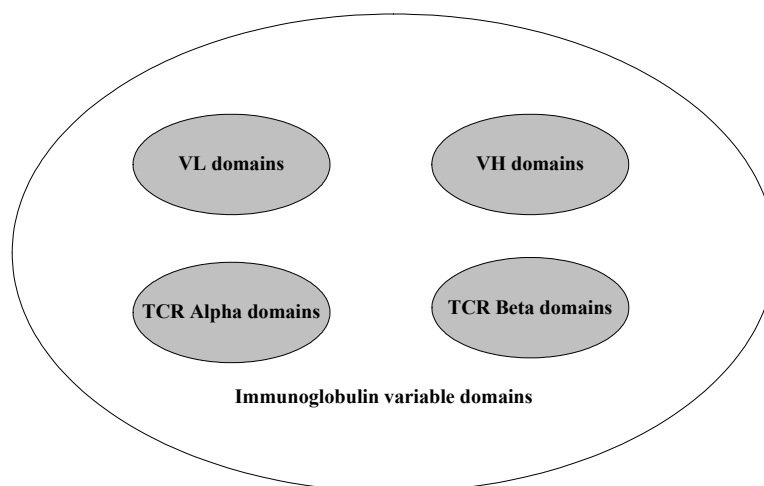 VL domains
VH domains
TCR Alpha domains
TCR Beta domains
Immunoglobulin variable domains